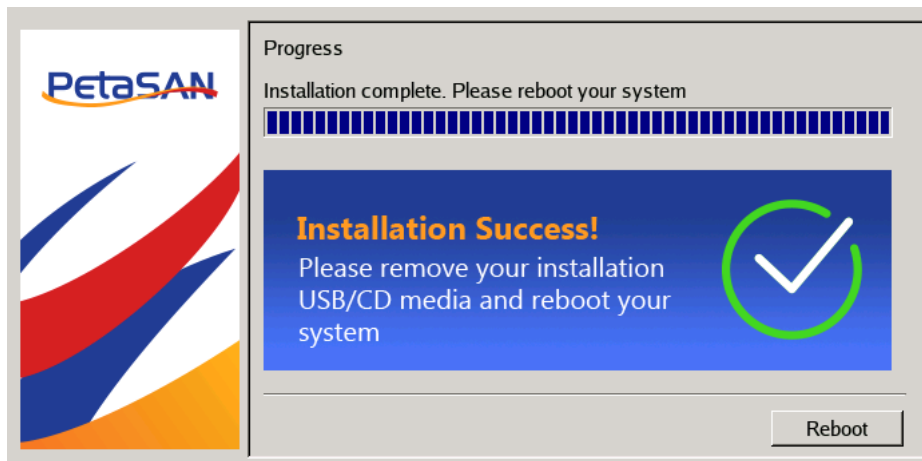 PetaSAN
Progress
Installation complete. Please reboot your system
Installation Success!
Please remove your installation
USB/CD media and reboot your
system
Reboot